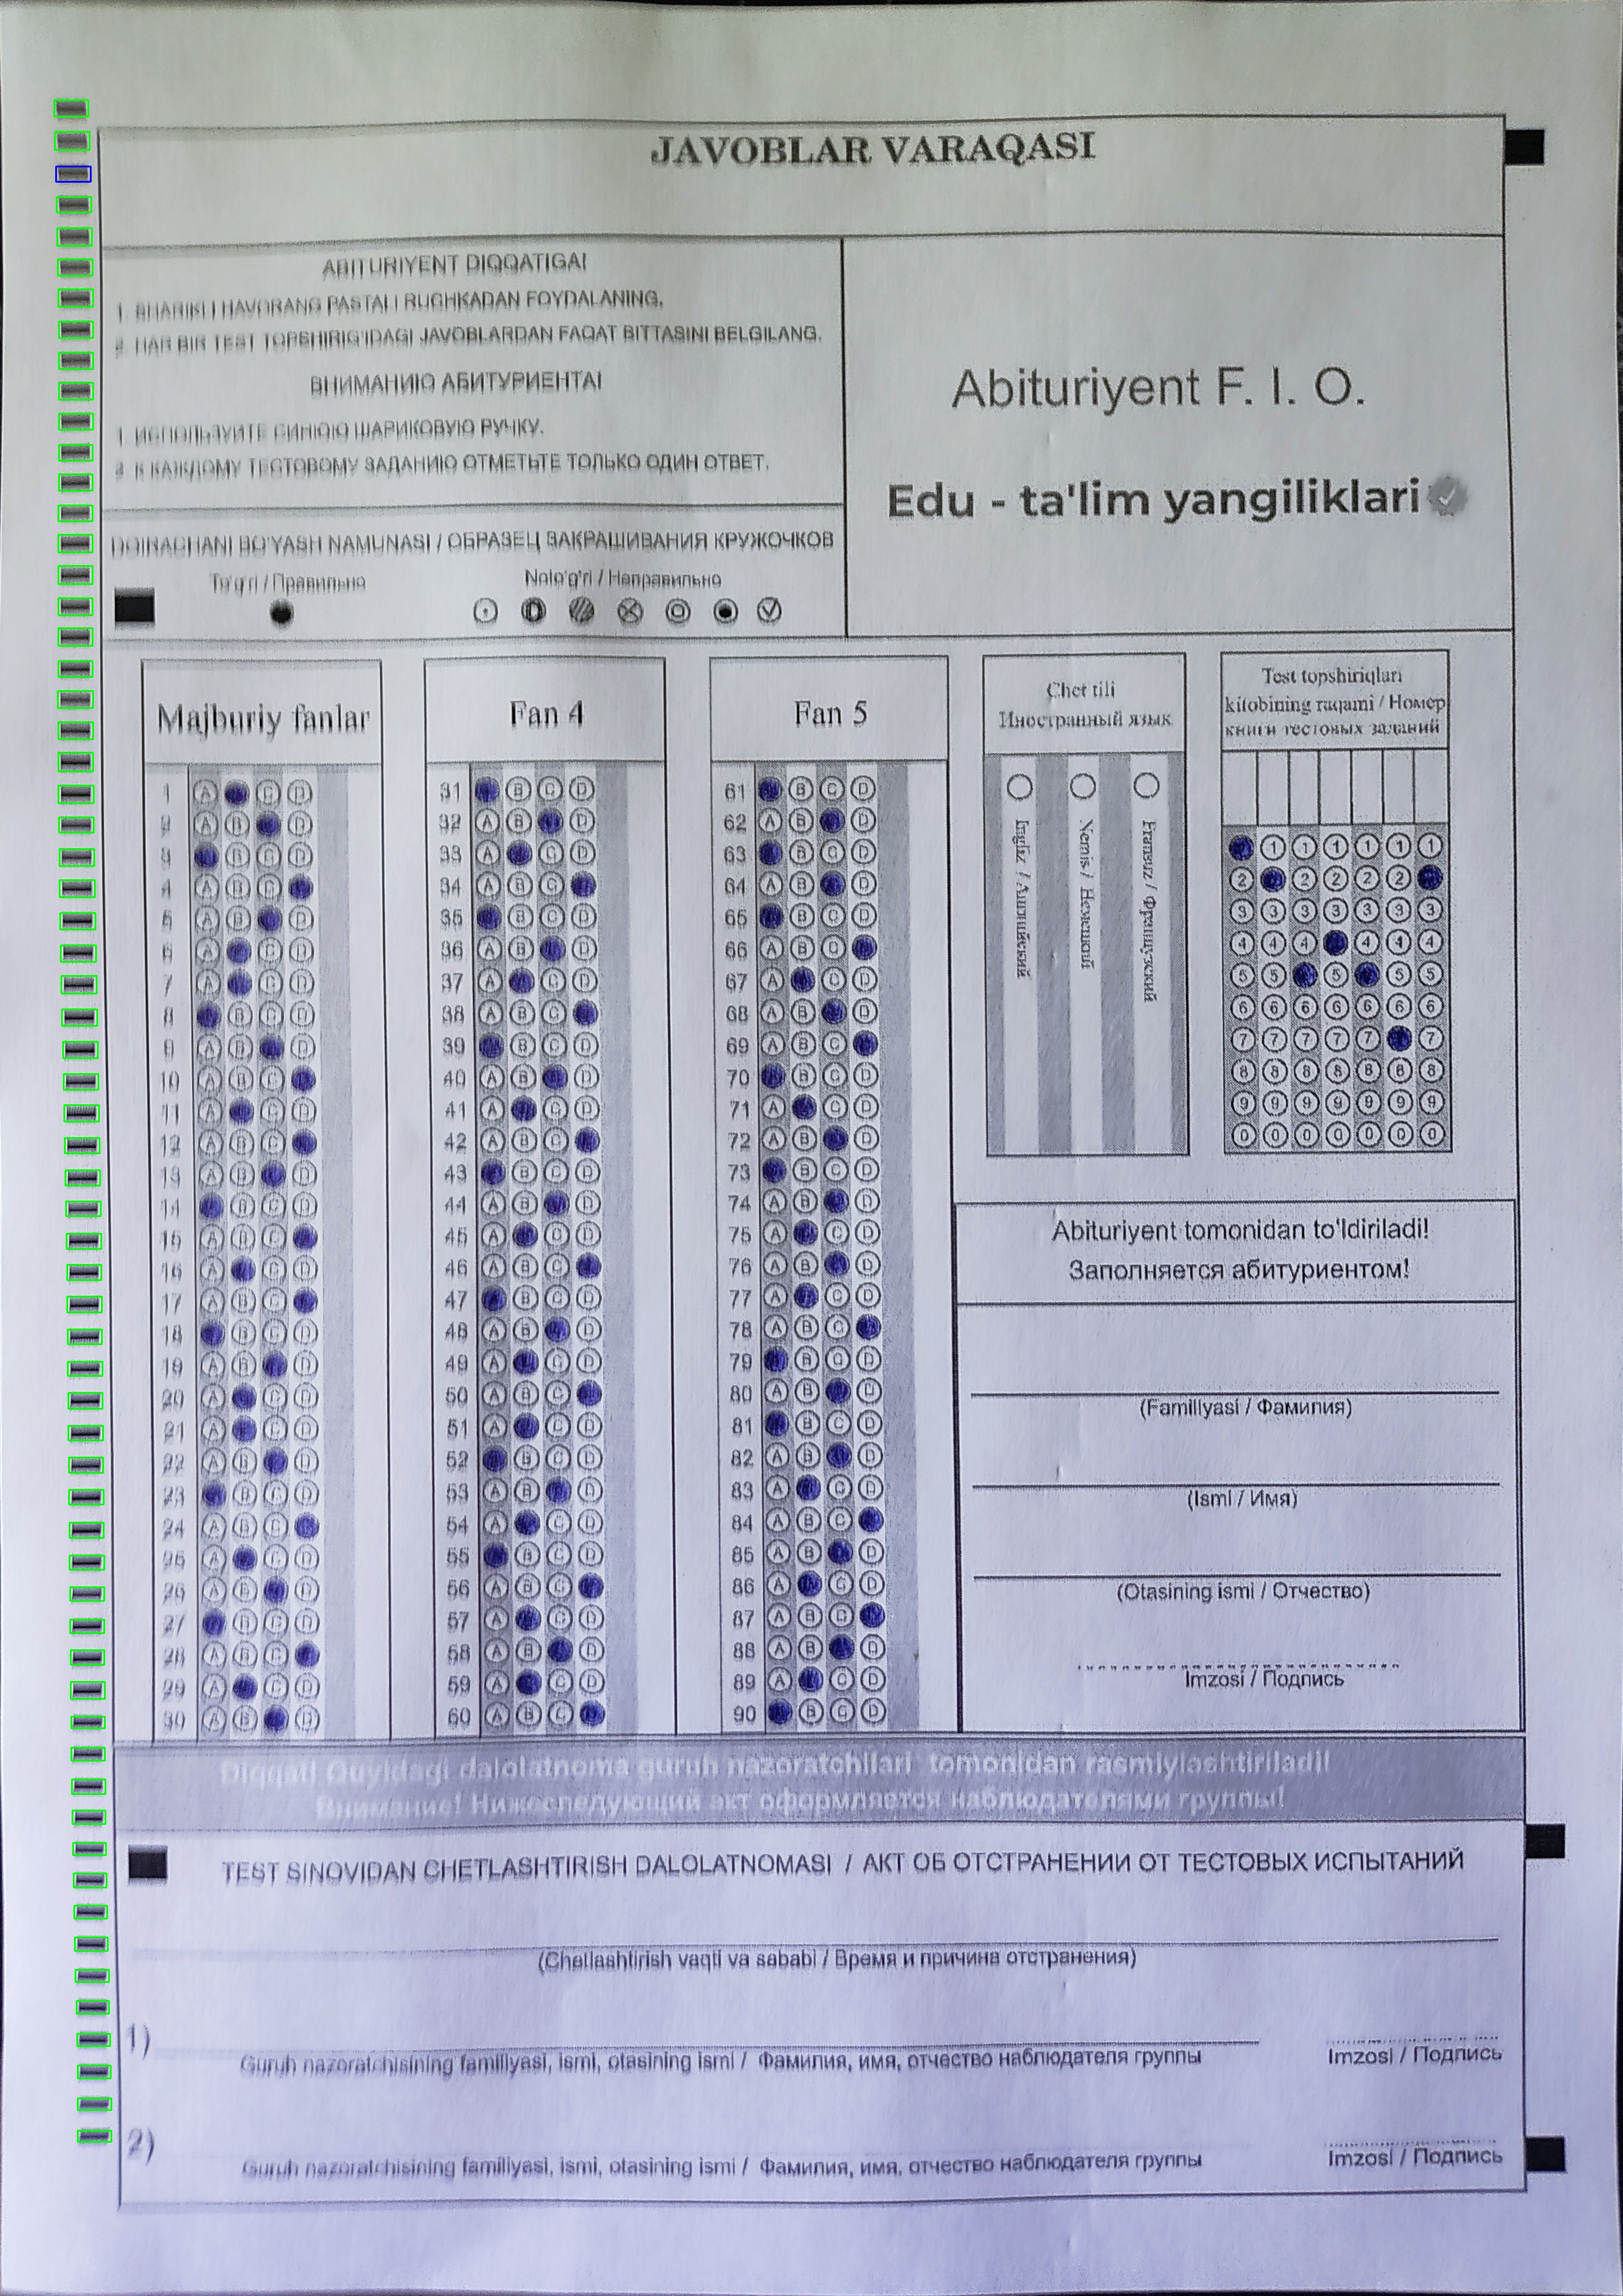 JAVOBLAR VARAQASI
ABITURIYENT DIQQATIGA!
1. SHARIKLI HAVORANG PASTALI RUCHKADAN FOYDALANING.
2. HAR BIR TEST TOPSHIRIG'IDAGI JAVOBLARDAN FAQAT BITTASINI BELGILANG.
ВНИМАНИЮ АБИТУРИЕНТА!
1. ИСПОЛЬЗУЙТЕ СИНЮЮ ШАРИКОВУЮ РУЧКУ.
2. К КАЖДОМУ ТЕСТОВОМУ ЗАДАНИЮ ОТМЕТЬТЕ ТОЛЬКО ОДИН ОТВЕТ.
Abituriyent F. I. O.
Edu - ta'lim yangiliklari
DOIRACHANI BO'YASH NAMUNASI / ОБРАЗЕЦ ЗАКРАШИВАНИЯ КРУЖОЧКОВ
To'g'ri / Правильно
Noto'g'ri / Неправильно
Majburiy fanlar
1 A C D
2 A B D
3 B C D
4 A B C
5 A B D
6 A C D
7 A C D
8 B C D
9 A B D
10 A B C
11 A C D
12 A B C
13 A B D
14 B C D
15 A B C
16 A C D
17 A B C
18 B C D
19 A B D
20 A C D
21 A C D
22 A B D
23 B C D
24 A B C
25 A C D
26 A B D
27 B C D
28 A B C
29 A C D
30 A B D
Fan 4
31 B C D
32 A B D
33 A C D
34 A B C
35 B C D
36 A B D
37 A C D
38 A B C
39 B C D
40 A B D
41 A C D
42 A B C
43 B C D
44 A B D
45 A C D
46 A B C
47 B C D
48 A B D
49 A C D
50 A B C
51 A C D
52 B C D
53 A B D
54 A C D
55 B C D
56 A B C
57 A C D
58 A B D
59 A C D
60 A B C
Fan 5
61 B C D
62 A B D
63 B C D
64 A B D
65 B C D
66 A B C
67 A C D
68 A B D
69 A B C
70 B C D
71 A C D
72 A B D
73 B C D
74 A B D
75 A C D
76 A B D
77 A C D
78 A B C
79 B C D
80 A B D
81 B C D
82 A B D
83 A C D
84 A B C
85 A B D
86 A C D
87 A B C
88 A B D
89 A C D
90 B C D
Chet tili
Иностранный язык
Ingliz / Английский
Nemis / Немецкий
Fransuz / Французский
Test topshiriqlari
kitobining raqami / Номер
книги тестовых заданий
1 1 1 1 1 1
2 2 2 2 2
3 3 3 3 3 3 3
4 4 4 4 4 4
5 5 5 5 5
6 6 6 6 6 6 6
7 7 7 7 7 7
8 8 8 8 8 8 8
9 9 9 9 9 9 9
0 0 0 0 0 0 0
Abituriyent tomonidan to'ldiriladi!
Заполняется абитуриентом!
(Familiyasi / Фамилия)
(Ismi / Имя)
(Otasining ismi / Отчество)
Imzosi / Подпись
Diqqat! Quyidagi dalolatnoma guruh nazoratchilari tomonidan rasmiylashtiriladi!
Внимание! Нижеследующий акт оформляется наблюдателями группы!
TEST SINOVIDAN CHETLASHTIRISH DALOLATNOMASI / АКТ ОБ ОТСТРАНЕНИИ ОТ ТЕСТОВЫХ ИСПЫТАНИЙ
(Chetlashtirish vaqti va sababi / Время и причина отстранения)
1)
Guruh nazoratchisining familiyasi, ismi, otasining ismi / Фамилия, имя, отчество наблюдателя группы
Imzosi / Подпись
2)
Guruh nazoratchisining familiyasi, ismi, otasining ismi / Фамилия, имя, отчество наблюдателя группы
Imzosi / Подпись